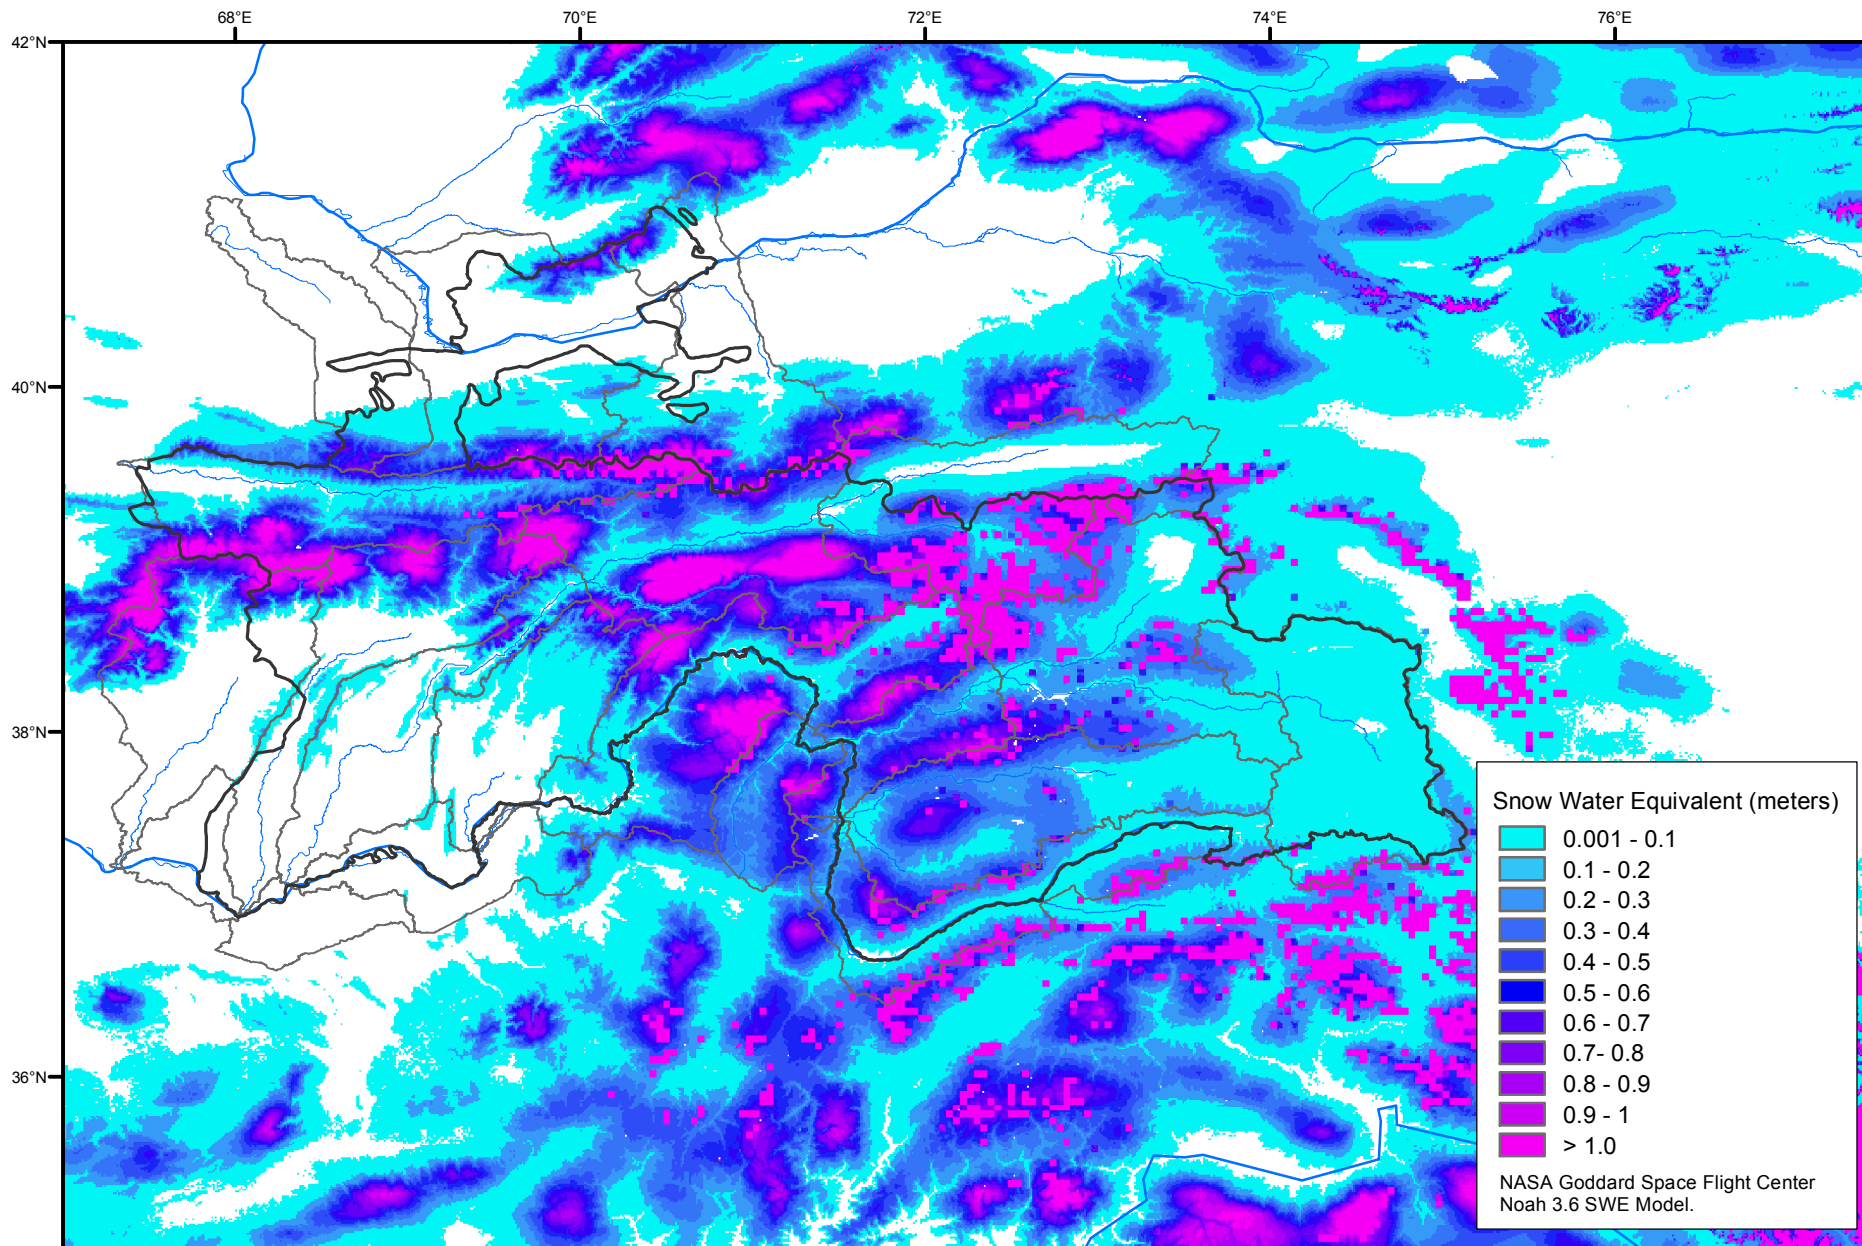 68°E 70°E 72°E 74°E 76°E
42°N
40°N
38°N
36°N
Snow Water Equivalent (meters)
0.001 - 0.1
0.1 - 0.2
0.2 - 0.3
0.3 - 0.4
0.4 - 0.5
0.5 - 0.6
0.6 - 0.7
0.7- 0.8
0.8 - 0.9
0.9 - 1
> 1.0
NASA Goddard Space Flight Center
Noah 3.6 SWE Model.